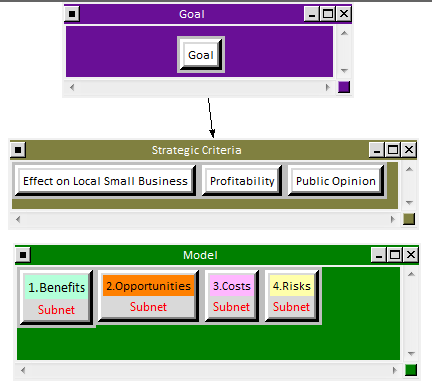 Goal
Goal
Strategic Criteria
Effect on Local Small Business Profitability Public Opinion
Model
1.Benefits 2.Opportunities 3.Costs 4.Risks
Subnet Subnet Subnet Subnet